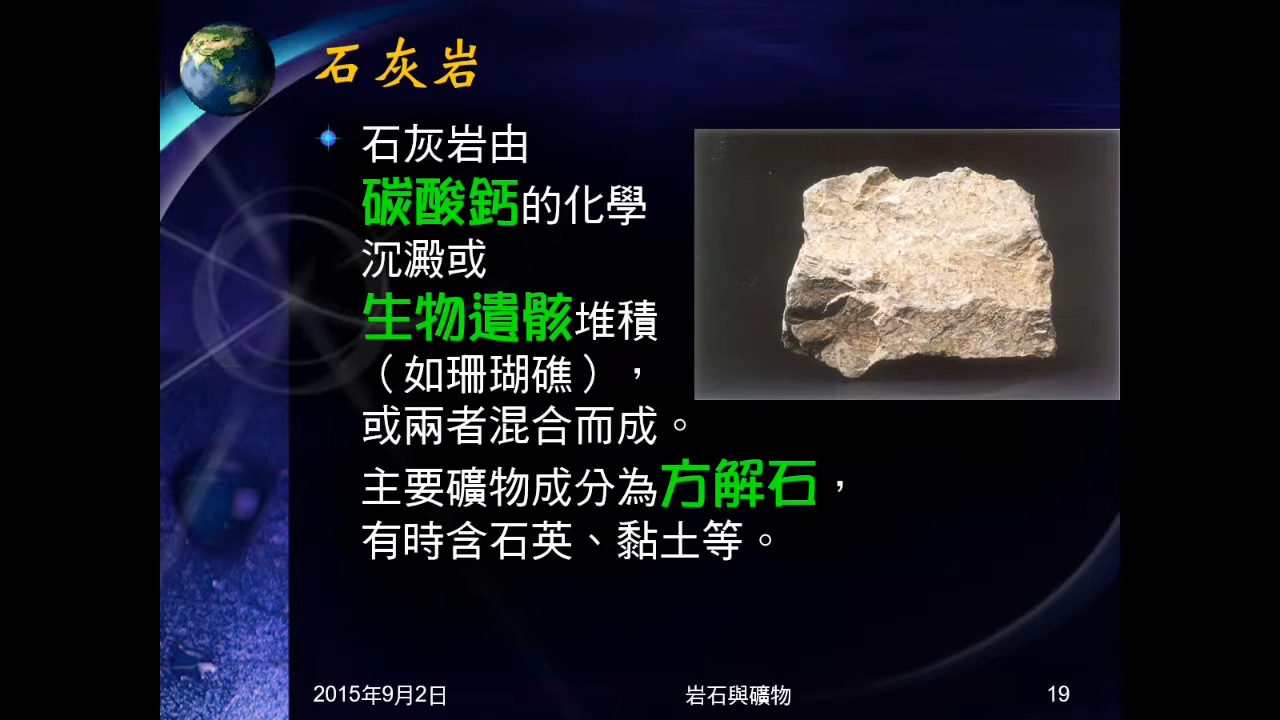 石灰岩
石灰岩由
碳酸鈣的化學
沉澱或
生物遺骸堆積
（如珊瑚礁），
或兩者混合而成。
主要礦物成分為方解石，
有時含石英、黏土等。
2015年9月2日
岩石與礦物
19